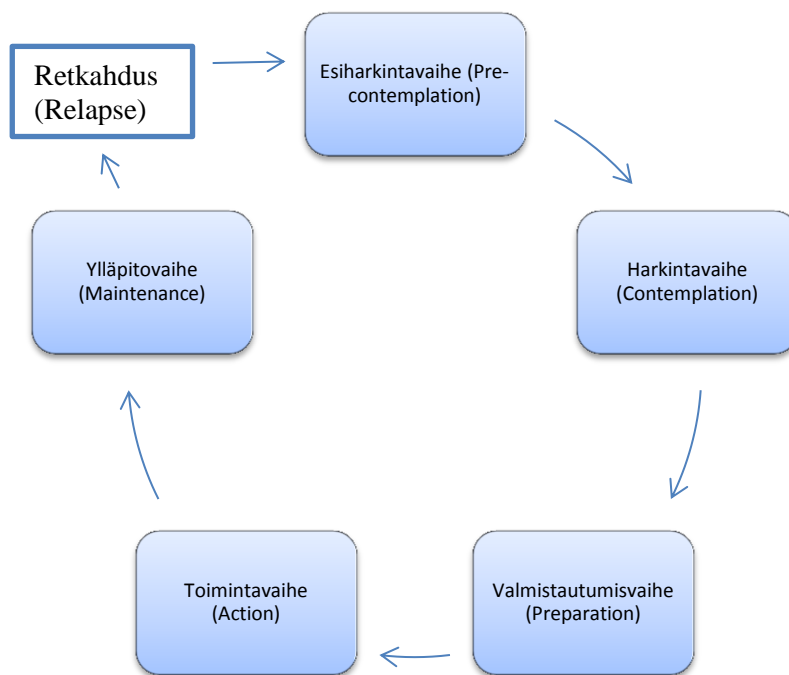 Retkahdus
(Relapse)
Esiharkintavaihe (Pre-
contemplation)
Harkintavaihe
(Contemplation)
Valmistautumisvaihe
(Preparation)
Toimintavaihe
(Action)
Ylläpitovaihe
(Maintenance)